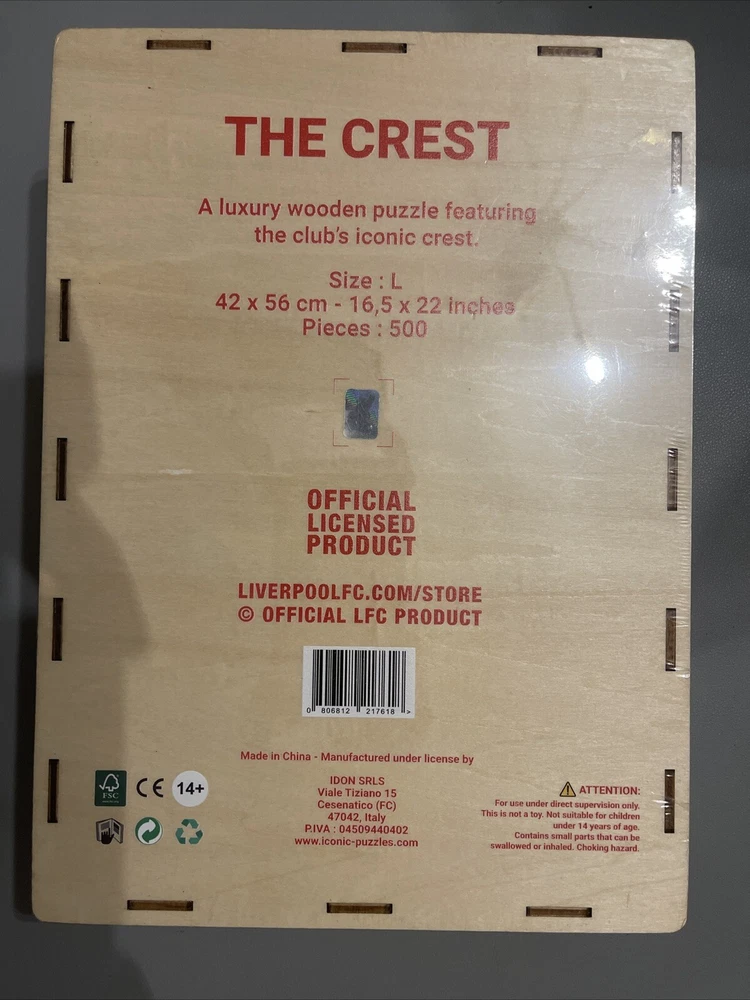 THE CREST
A luxury wooden puzzle featuring
the club's iconic crest.
Size : L
42 x 56 cm - 16,5 x 22 inches
Pieces : 500
OFFICIAL
LICENSED
PRODUCT
LIVERPOOLFC.COM/STORE
© OFFICIAL LFC PRODUCT
0 806812 217618 >
Made in China - Manufactured under license by
IDON SRLS
Viale Tiziano 15
Cesenatico (FC)
47042, Italy
P.IVA : 04509440402
www.iconic-puzzles.com
FSC
CE
14+
ATTENTION:
For use under direct supervision only.
This is not a toy. Not suitable for children
under 14 years of age.
Contains small parts that can be
swallowed or inhaled. Choking hazard.